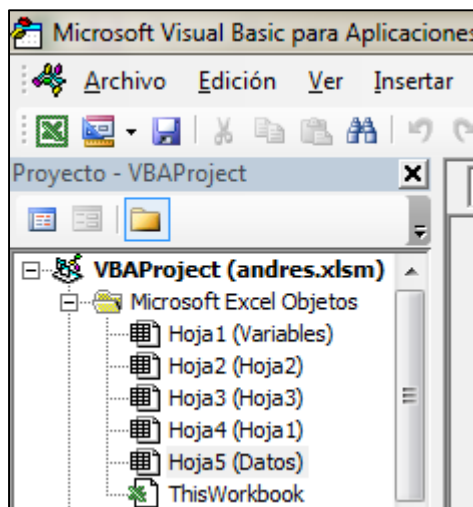 Microsoft Visual Basic para Aplicaciones
Archivo Edición Ver Insertar
Proyecto - VBAProject
VBAProject (andres.xlsm)
Microsoft Excel Objetos
Hoja1 (Variables)
Hoja2 (Hoja2)
Hoja3 (Hoja3)
Hoja4 (Hoja1)
Hoja5 (Datos)
ThisWorkbook